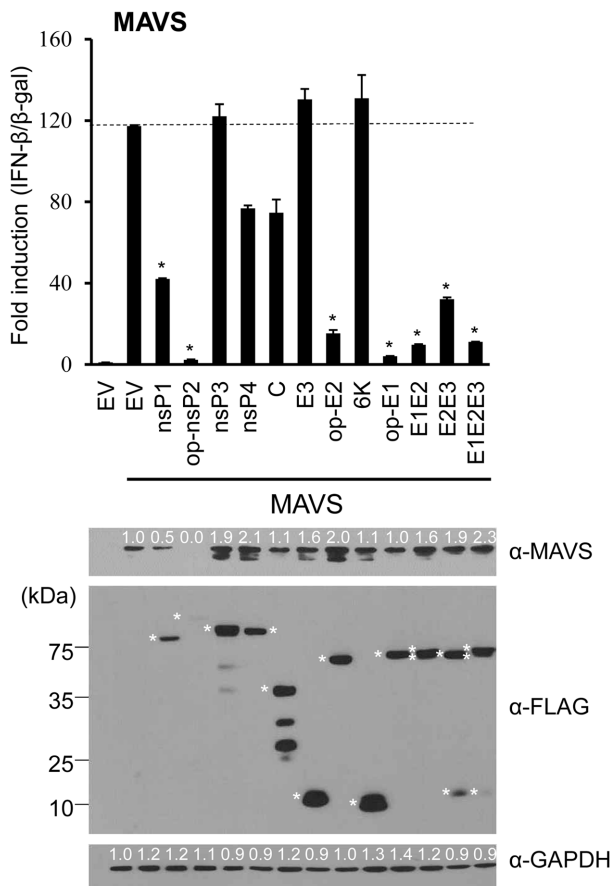 MAVS
Fold induction (IFN-β/β-gal)
160
120
80
40
0
* * * * * * *
EV EV nsP1 op-nsP2 nsP3 nsP4 C E3 op-E2 6K op-E1 E1E2 E2E3 E1E2E3
MAVS
1.0 0.5 0.0 1.9 2.1 1.1 1.6 2.0 1.1 1.0 1.6 1.9 2.3
α-MAVS
(kDa)
75
35
25
10
α-FLAG
1.0 1.2 1.2 1.1 0.9 0.9 1.2 0.9 1.0 1.3 1.4 1.2 0.9 0.9
α-GAPDH